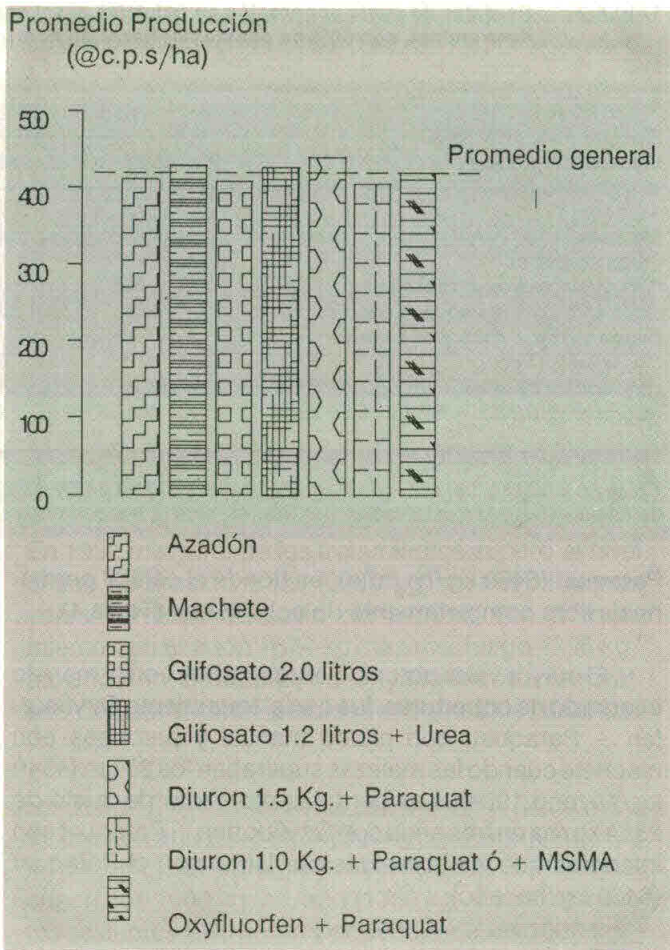 Promedio Producción
(@c.p.s/ha)
500
400
300
200
100
0
Promedio general
Azadón
Machete
Glifosato 2.0 litros
Glifosato 1.2 litros + Urea
Diuron 1.5 Kg. + Paraquat
Diuron 1.0 Kg. + Paraquat ó + MSMA
Oxyfluorfen + Paraquat